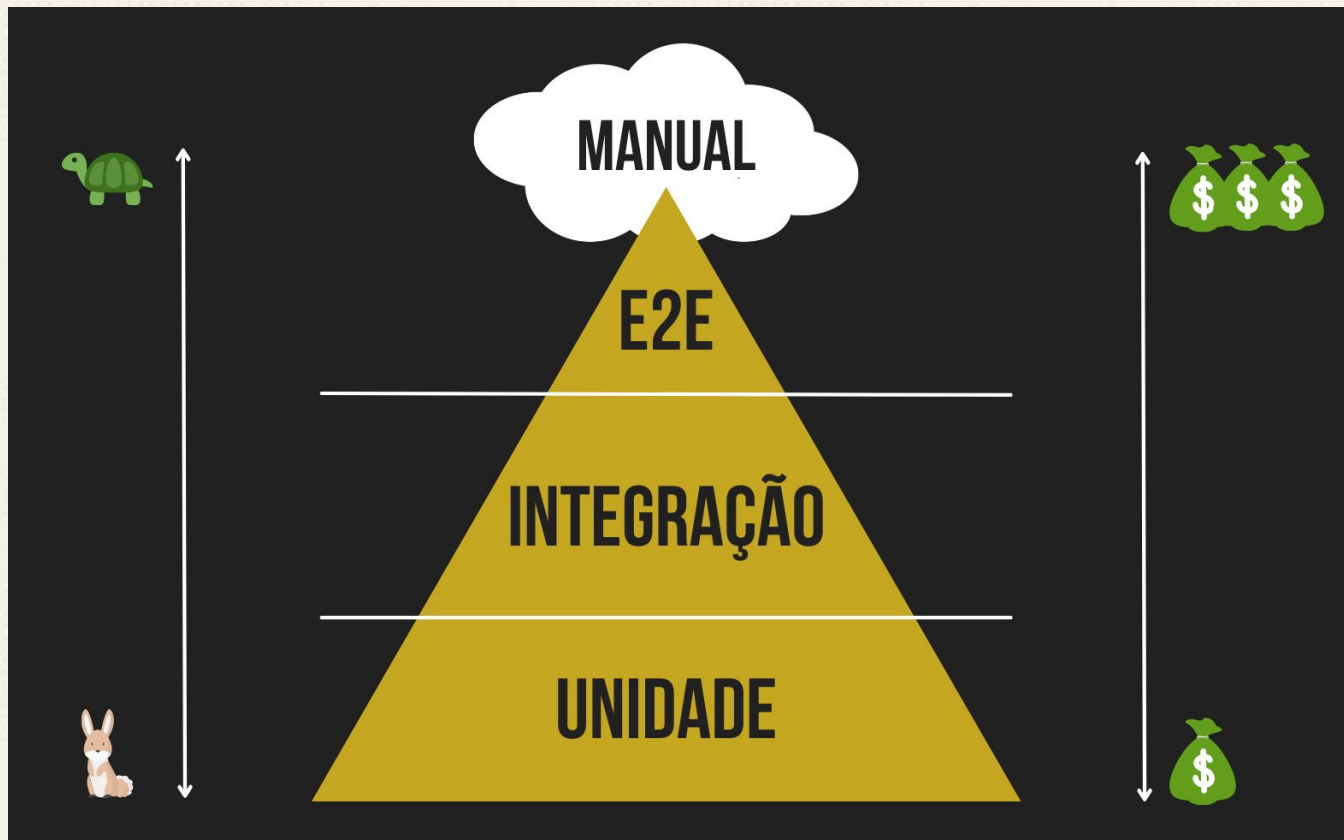 MANUAL
E2E
INTEGRAÇÃO
UNIDADE
$ $ $
$